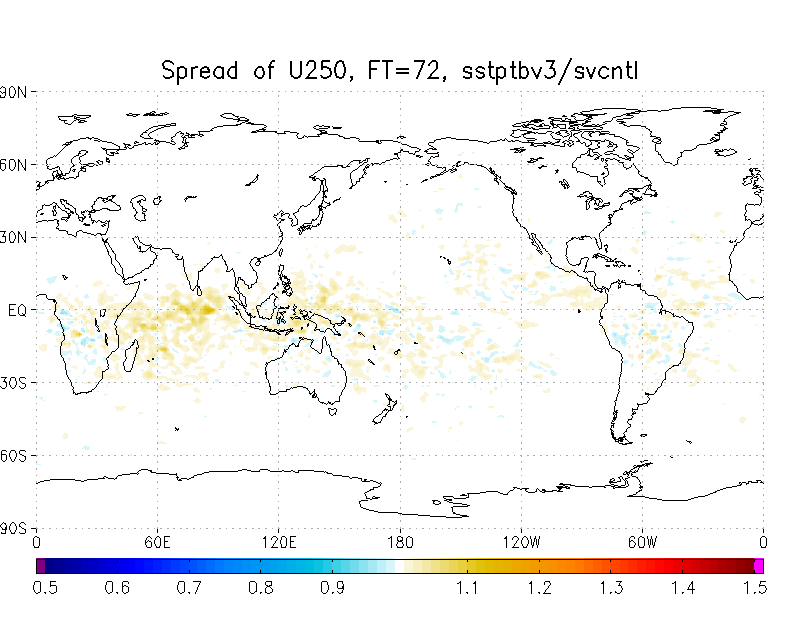 Spread of U250, FT=72, sstptbv3/svcntl
90N
60N
30N
EQ
30S
60S
90S
0 60E 120E 180 120W 60W 0
0.5 0.6 0.7 0.8 0.9 1.1 1.2 1.3 1.4 1.5